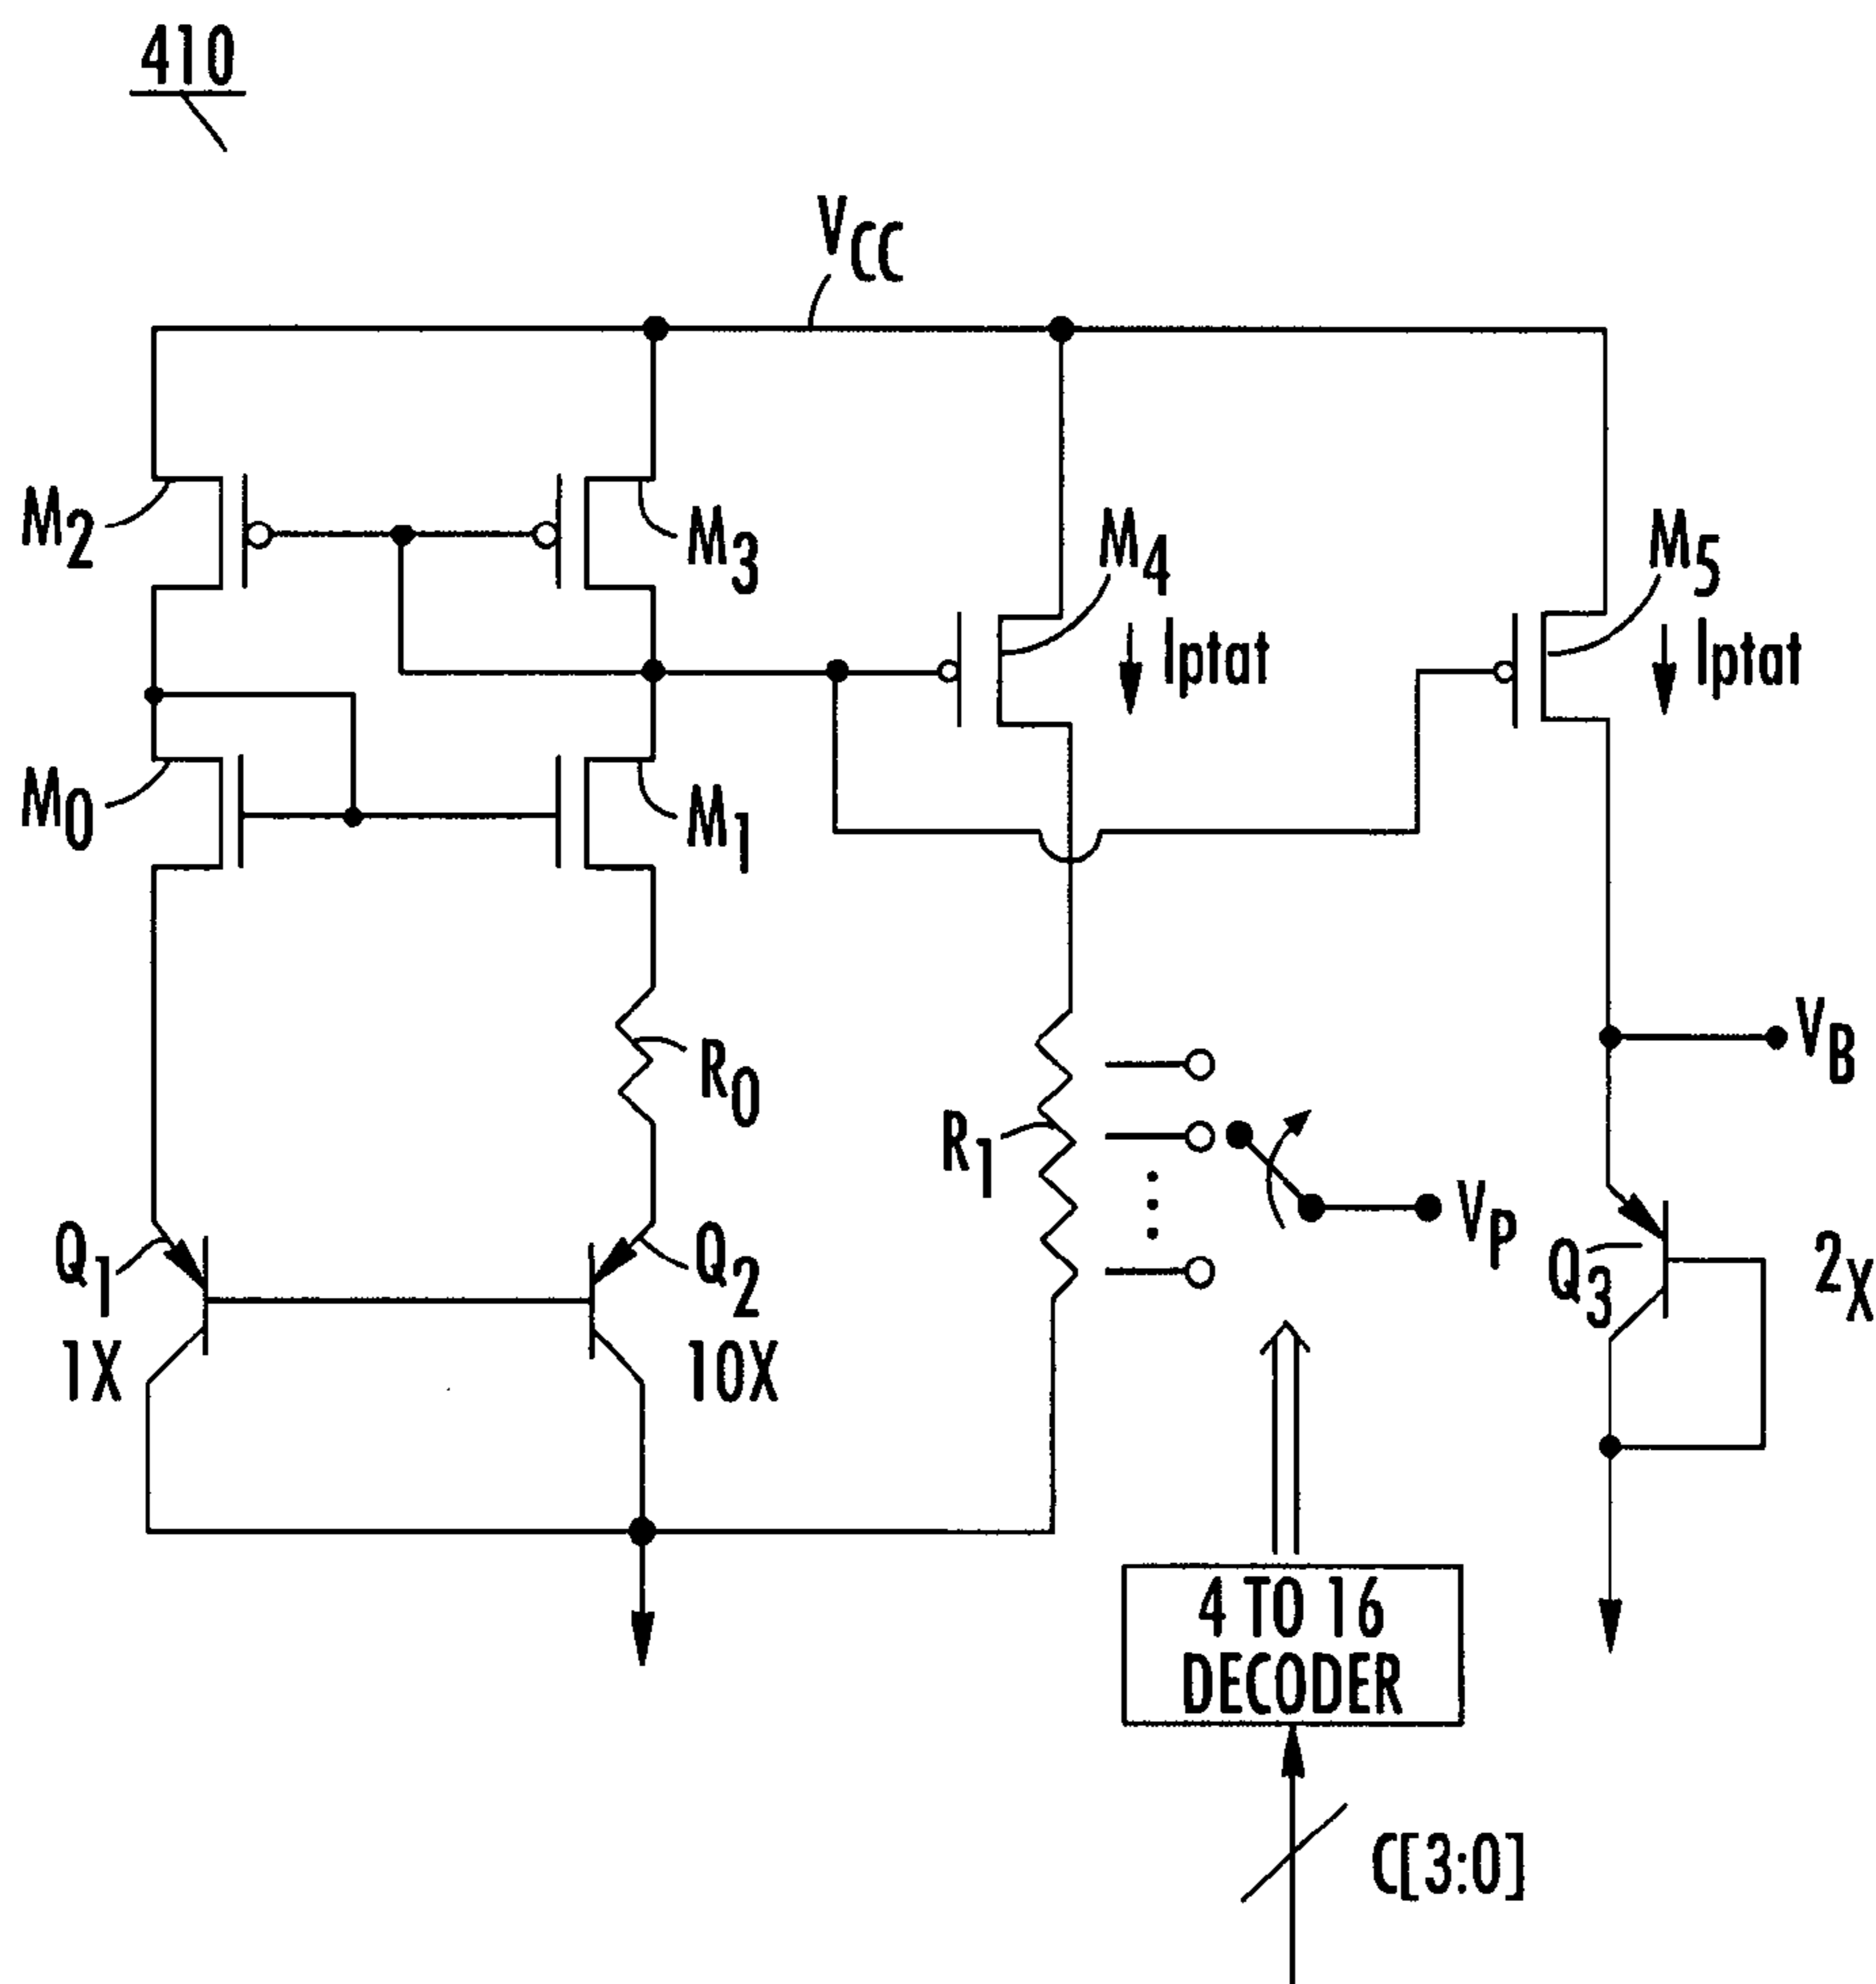 410
VCC
M2
M3
M4
Iptat
M5
Iptat
M0
M1
R0
R1
VB
VP
Q1
1X
Q2
10X
Q3
2X
4 TO 16
DECODER
C[3:0]